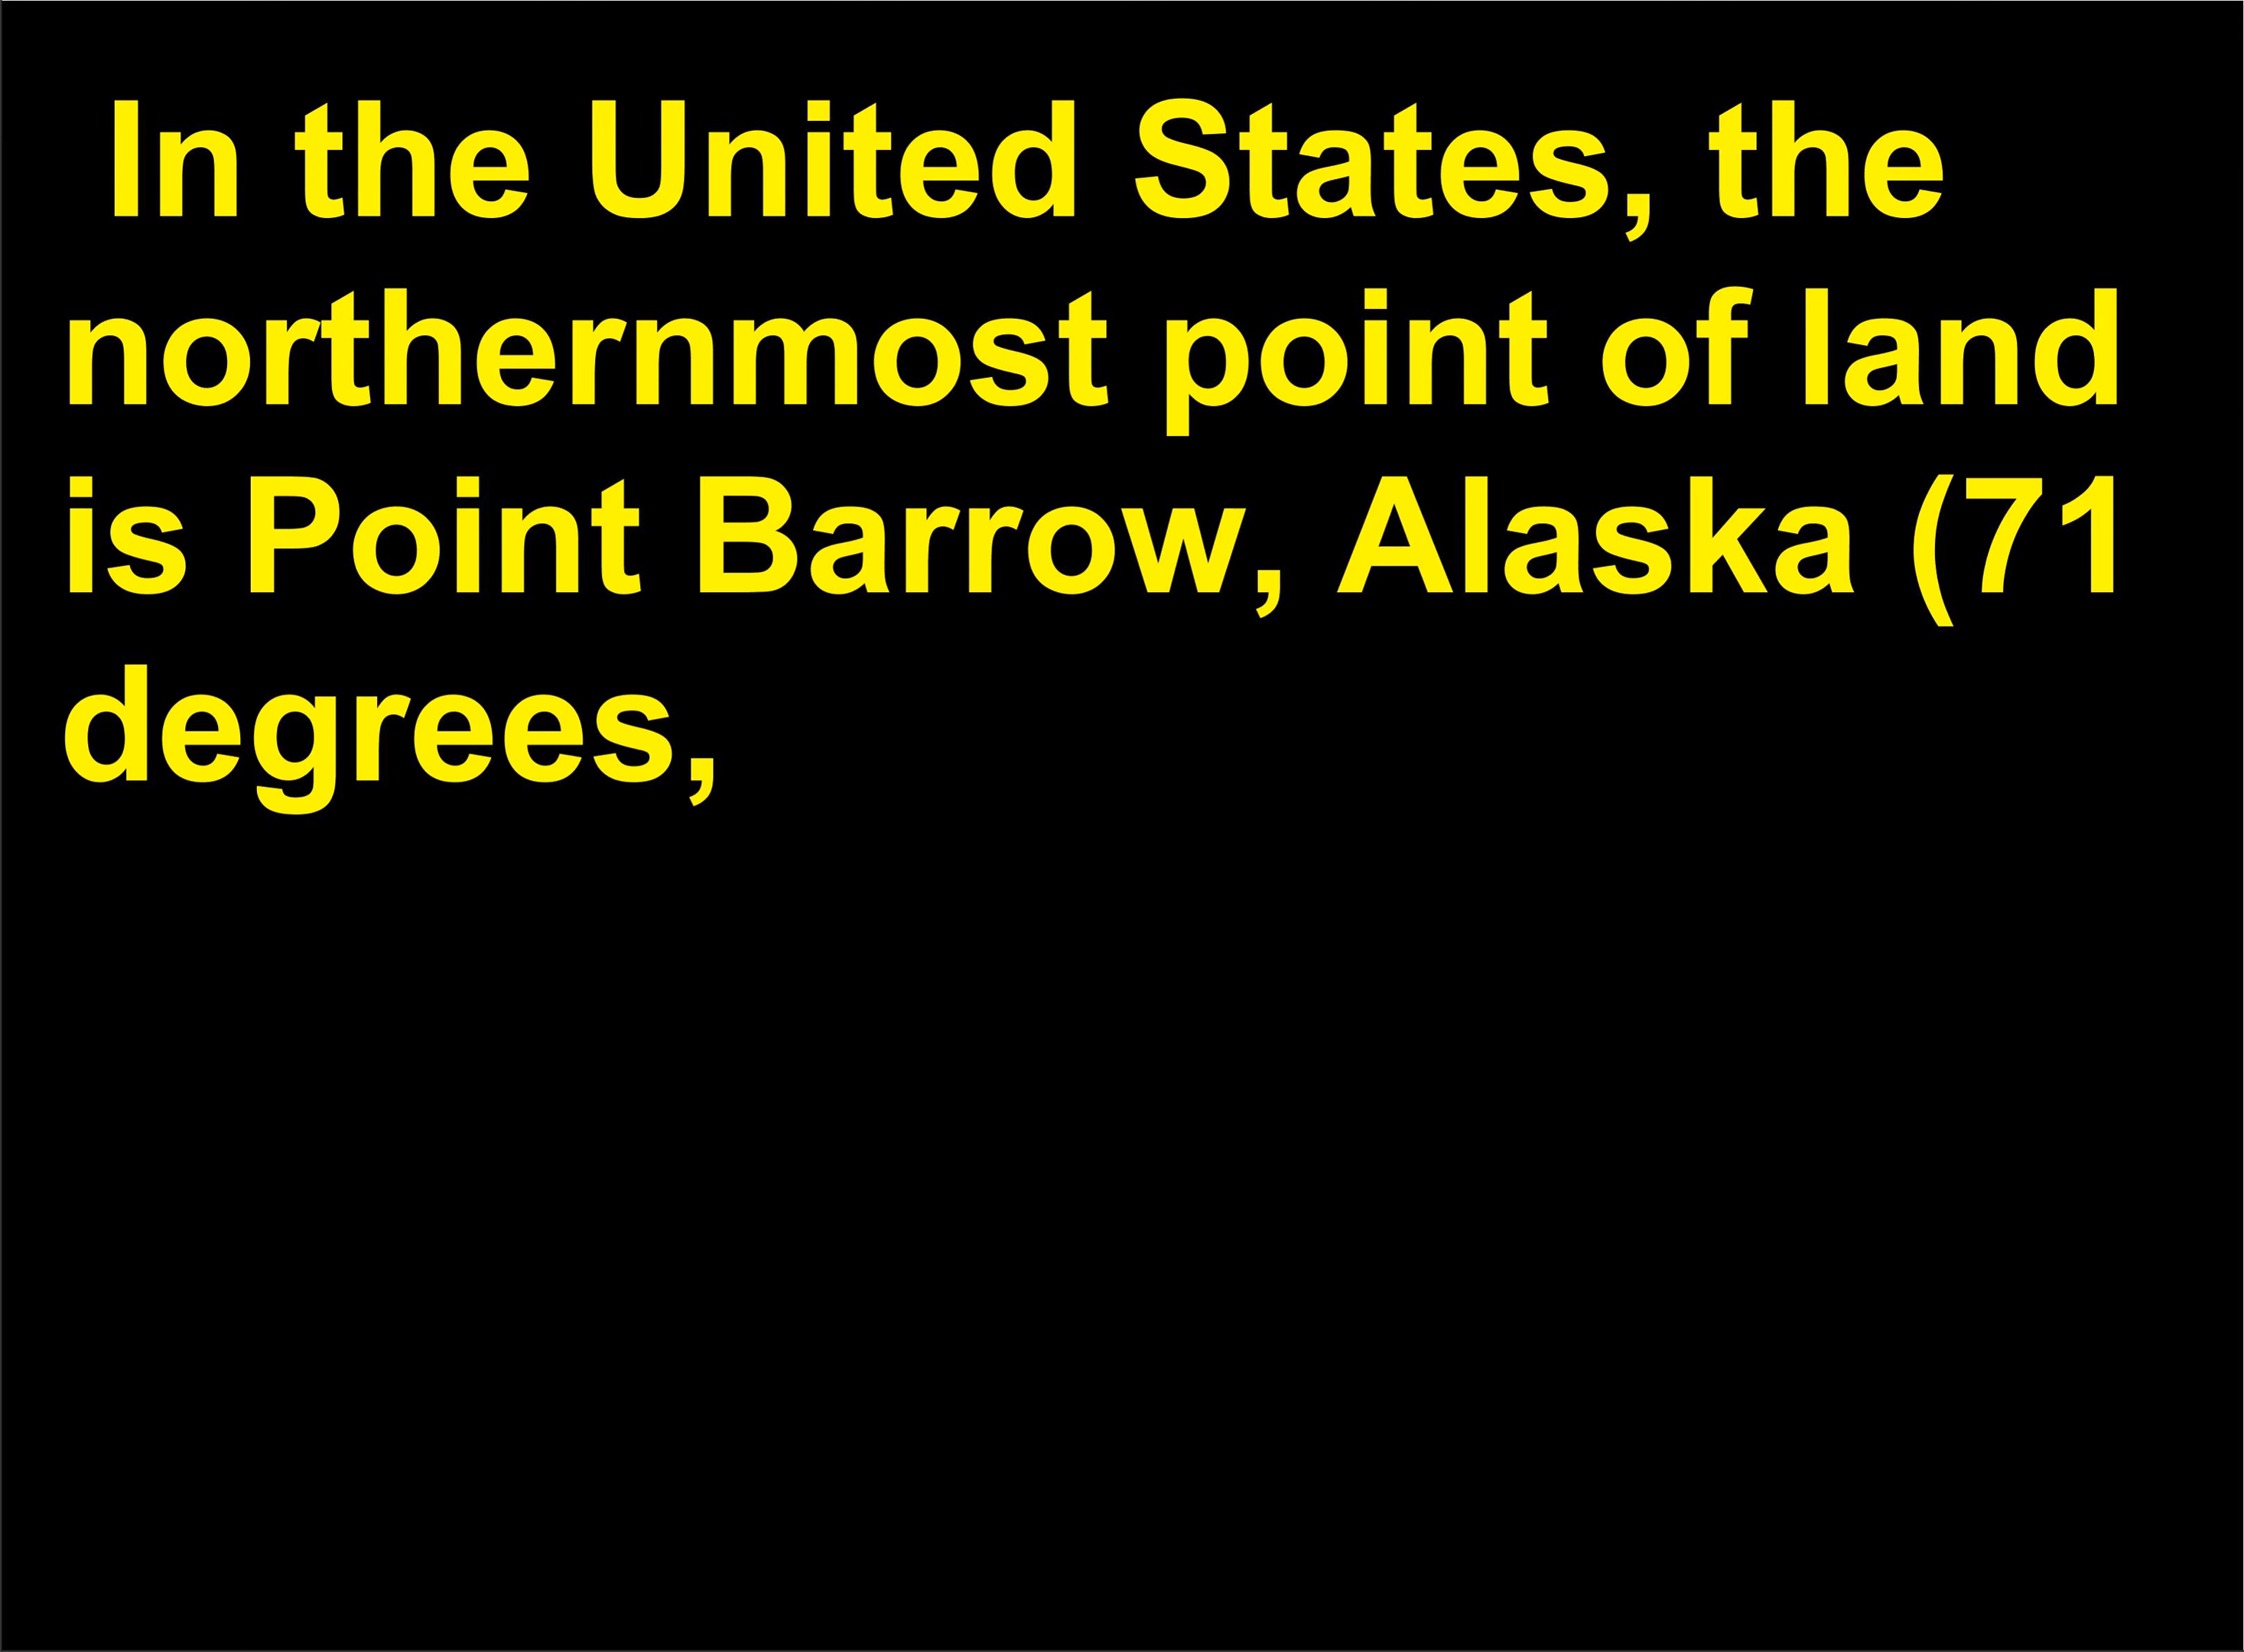 In the United States, the
northernmost point of land
is Point Barrow, Alaska (71
degrees,